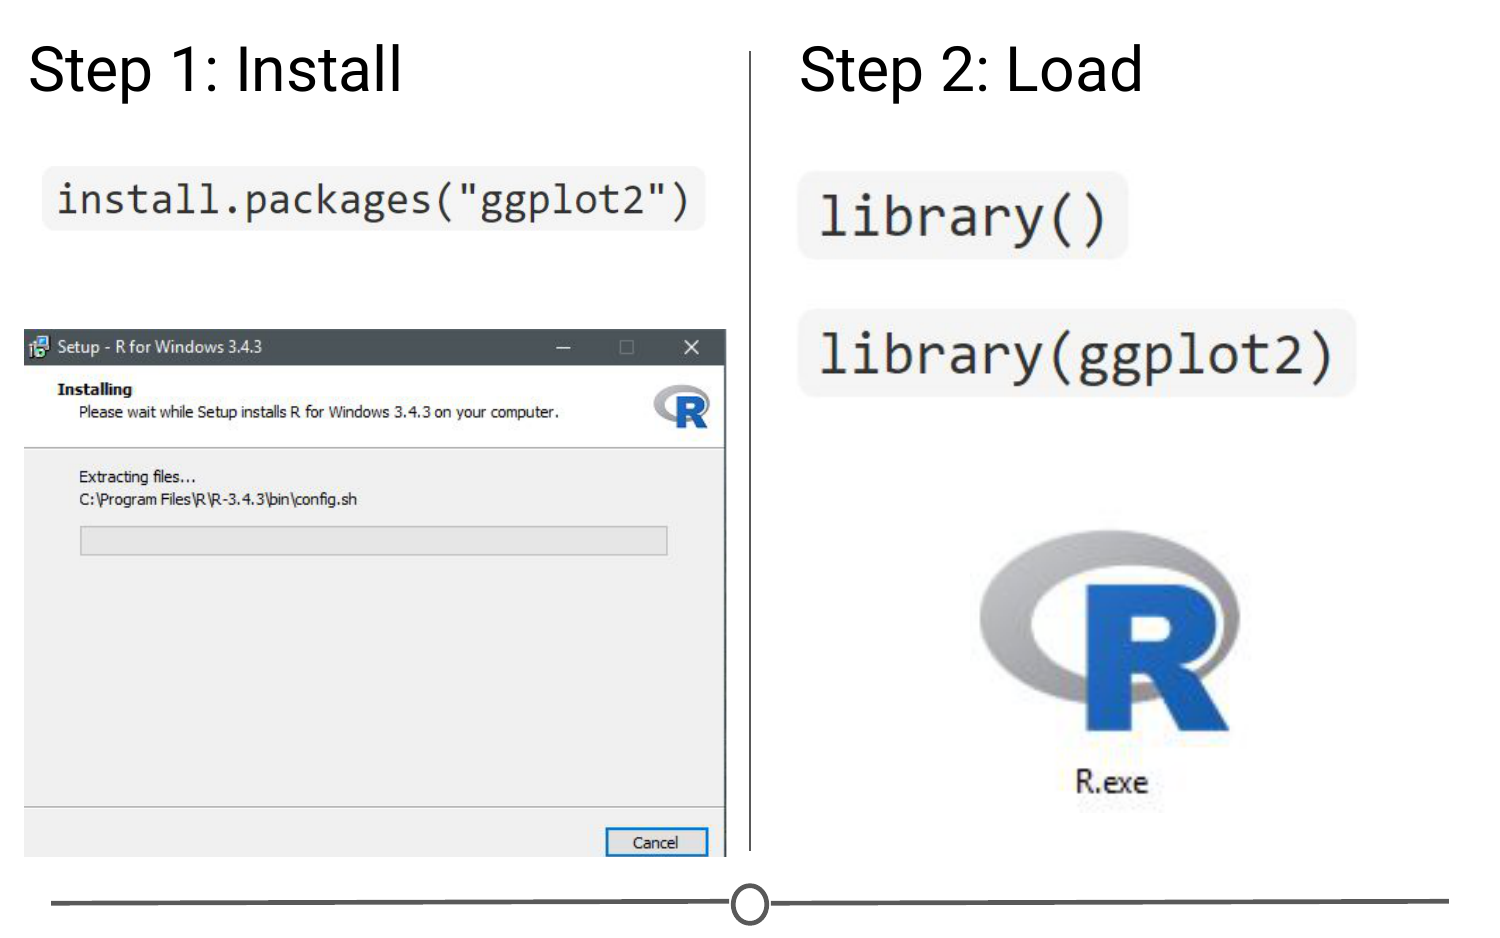 Step 1: Install
install.packages("ggplot2")
Setup - R for Windows 3.4.3
Installing
Please wait while Setup installs R for Windows 3.4.3 on your computer.
R
Extracting files...
C:\Program Files\R\R-3.4.3\bin\config.sh
Cancel
Step 2: Load
library()
library(ggplot2)
R
R.exe